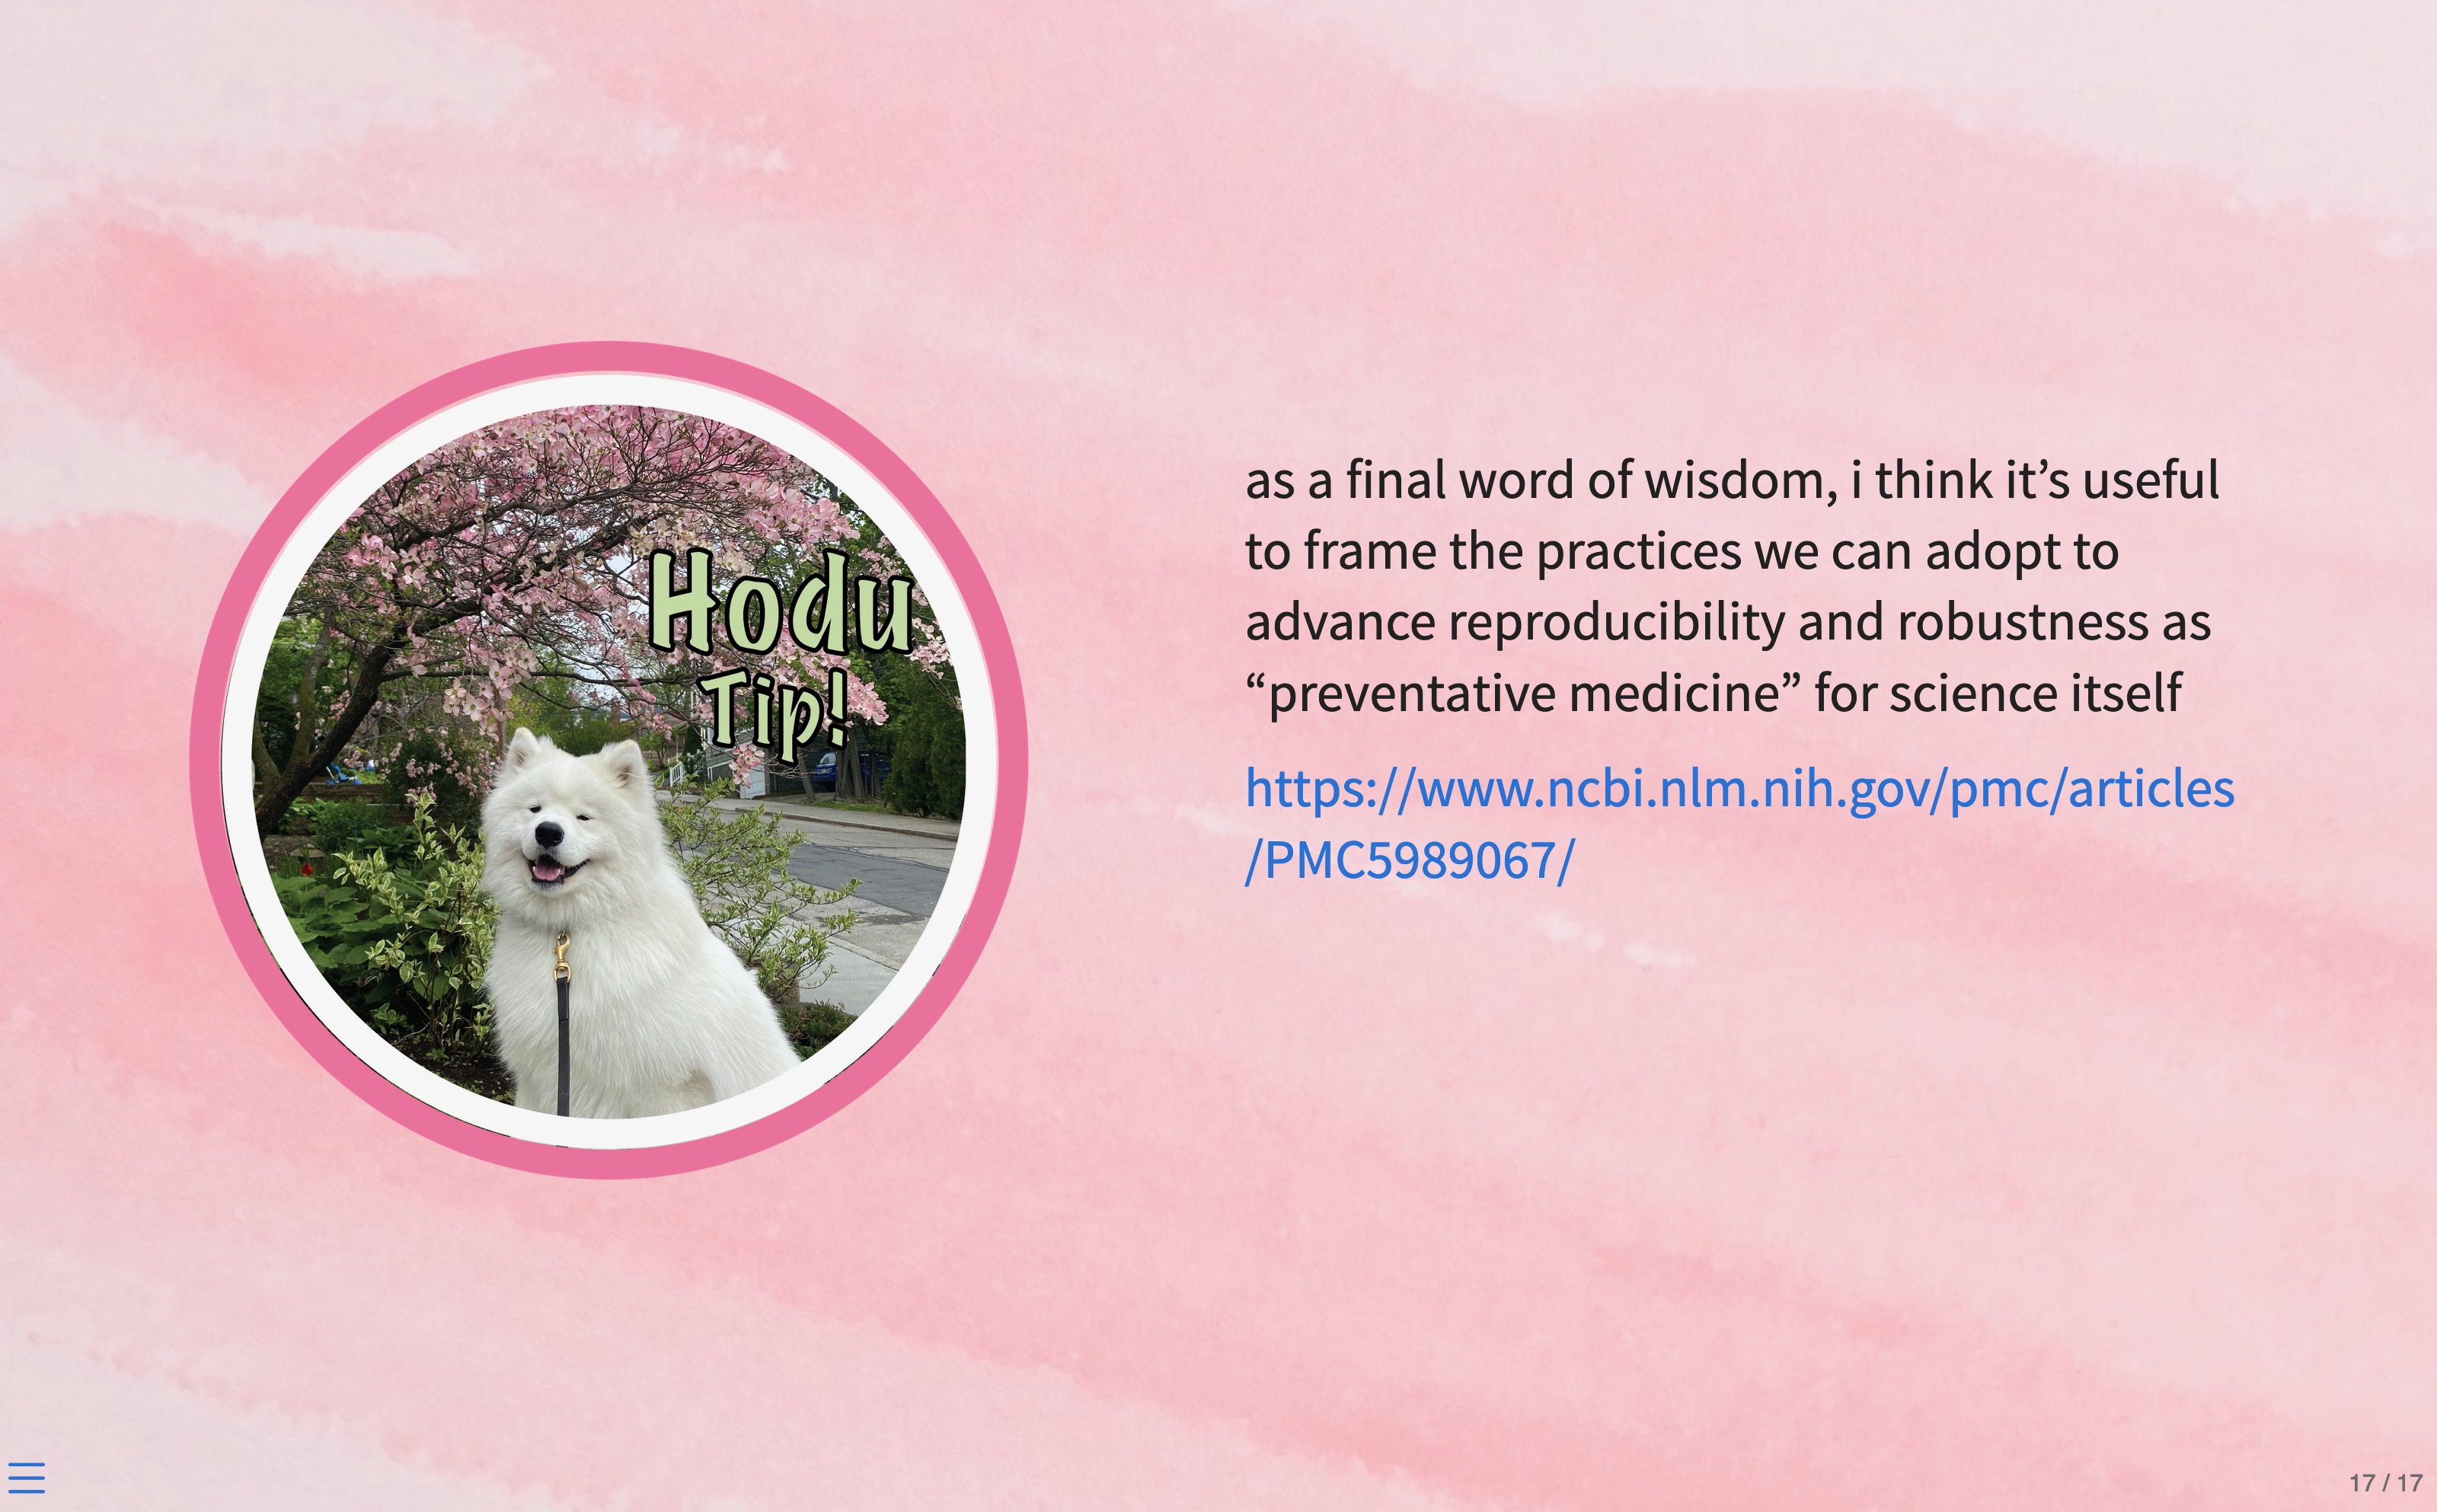 Hodu
Tip!
as a final word of wisdom, i think it’s useful
to frame the practices we can adopt to
advance reproducibility and robustness as
“preventative medicine” for science itself
https://www.ncbi.nlm.nih.gov/pmc/articles
/PMC5989067/
17 / 17